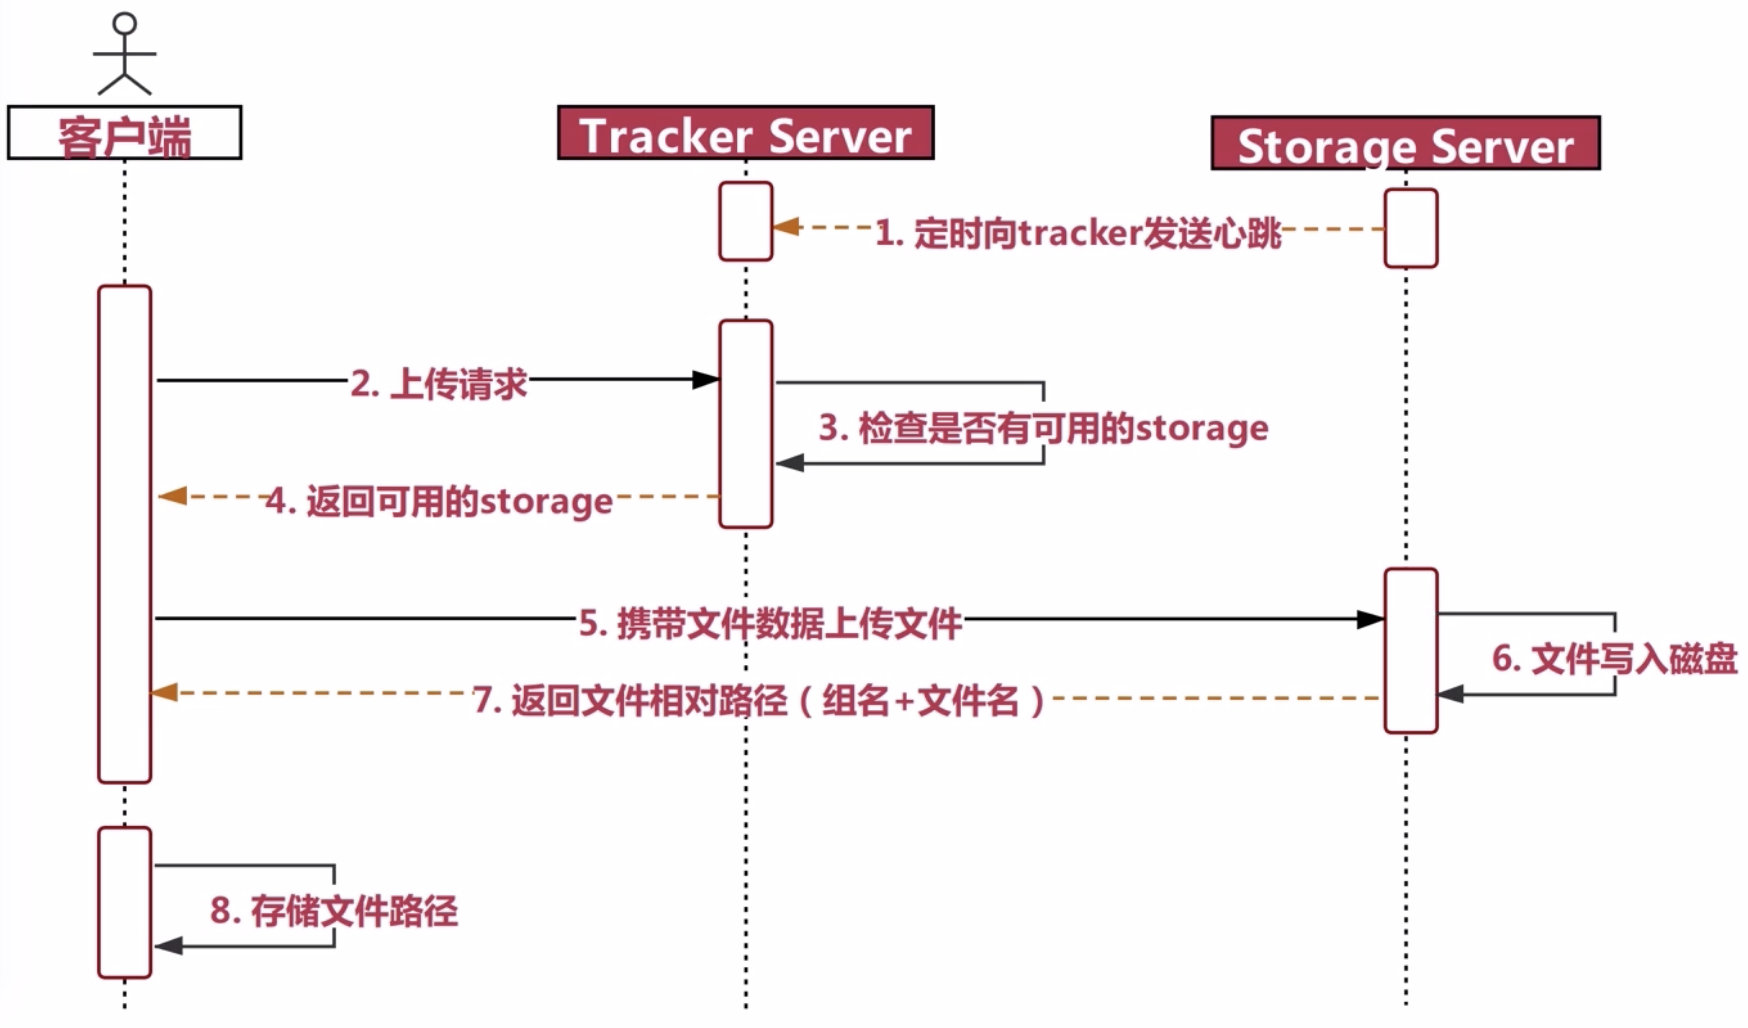 客户端
Tracker Server
Storage Server
1. 定时向tracker发送心跳
2. 上传请求
3. 检查是否有可用的storage
4. 返回可用的storage
5. 携带文件数据上传文件
6. 文件写入磁盘
7. 返回文件相对路径（组名+文件名）
8. 存储文件路径